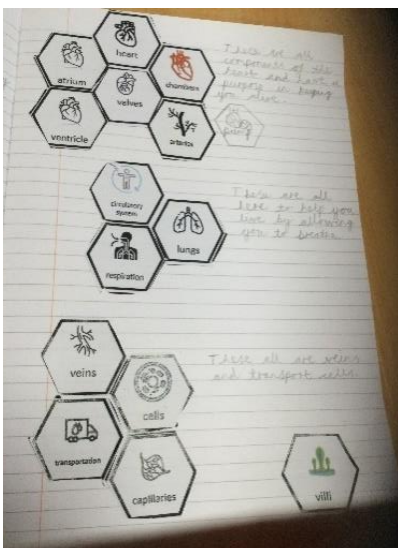 heart
atrium
chambers
valves
ventricle
arteries
These are all
components of the
heart and have a
purpose in keeping
you alive.
pump
circulatory
system
lungs
respiration
These are all
here to help you
live by allowing
you to breathe
veins
cells
transportation
capillaries
These all are veins
and transport cells.
villi